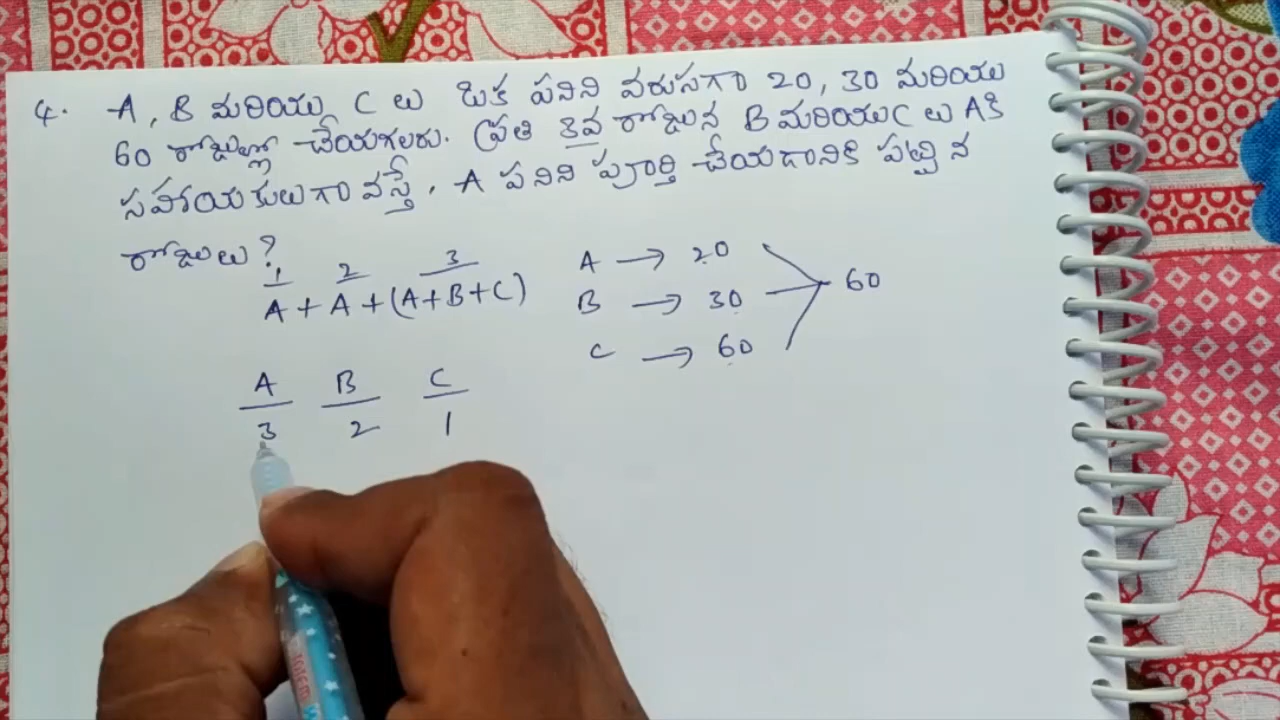 4. A, B మరియు C లు ఒక పనిని వరుసగా 20, 30 మరియు
60 రోజుల్లో చేయగలరు. ప్రతి 3వ రోజున B మరియు C లు A కి
సహాయకులుగా వస్తే, A పనిని పూర్తి చేయడానికి పట్టిన
రోజులు?
1 2 3
A + A + (A+B+C)
A → 20
B → 30
C → 60
60
A B C
3 2 1